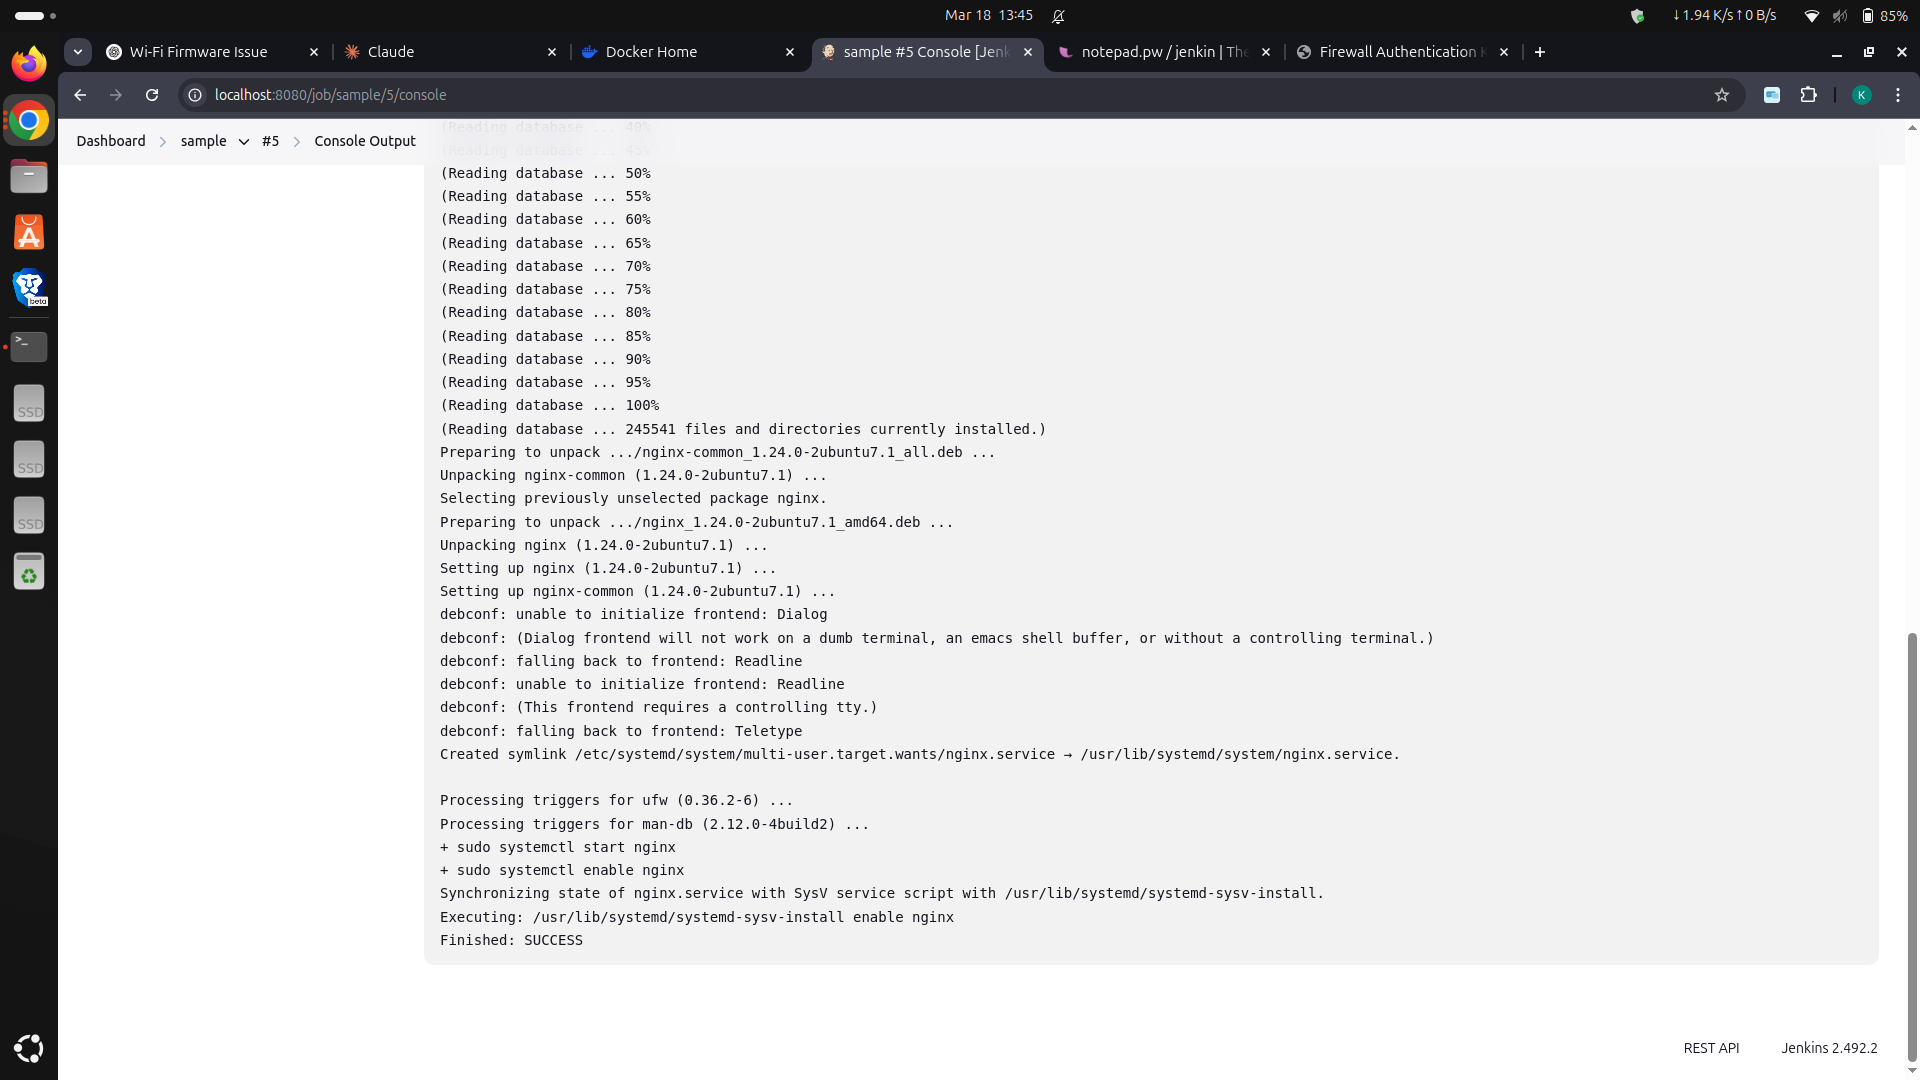 Mar 18 13:45
↓1.94 K/s↑0 B/s
85%
Wi-Fi Firmware Issue
Claude
Docker Home
sample #5 Console [Jenk
notepad.pw / jenkin | The
Firewall Authentication K
localhost:8080/job/sample/5/console
K
Dashboard
sample
#5
Console Output
(Reading database ... 40%
(Reading database ... 45%
(Reading database ... 50%
(Reading database ... 55%
(Reading database ... 60%
(Reading database ... 65%
(Reading database ... 70%
(Reading database ... 75%
(Reading database ... 80%
(Reading database ... 85%
(Reading database ... 90%
(Reading database ... 95%
(Reading database ... 100%
(Reading database ... 245541 files and directories currently installed.)
Preparing to unpack .../nginx-common_1.24.0-2ubuntu7.1_all.deb ...
Unpacking nginx-common (1.24.0-2ubuntu7.1) ...
Selecting previously unselected package nginx.
Preparing to unpack .../nginx_1.24.0-2ubuntu7.1_amd64.deb ...
Unpacking nginx (1.24.0-2ubuntu7.1) ...
Setting up nginx (1.24.0-2ubuntu7.1) ...
Setting up nginx-common (1.24.0-2ubuntu7.1) ...
debconf: unable to initialize frontend: Dialog
debconf: (Dialog frontend will not work on a dumb terminal, an emacs shell buffer, or without a controlling terminal.)
debconf: falling back to frontend: Readline
debconf: unable to initialize frontend: Readline
debconf: (This frontend requires a controlling tty.)
debconf: falling back to frontend: Teletype
Created symlink /etc/systemd/system/multi-user.target.wants/nginx.service → /usr/lib/systemd/system/nginx.service.
Processing triggers for ufw (0.36.2-6) ...
Processing triggers for man-db (2.12.0-4build2) ...
+ sudo systemctl start nginx
+ sudo systemctl enable nginx
Synchronizing state of nginx.service with SysV service script with /usr/lib/systemd/systemd-sysv-install.
Executing: /usr/lib/systemd/systemd-sysv-install enable nginx
Finished: SUCCESS
REST API
Jenkins 2.492.2
beta
>_
SSD
SSD
SSD